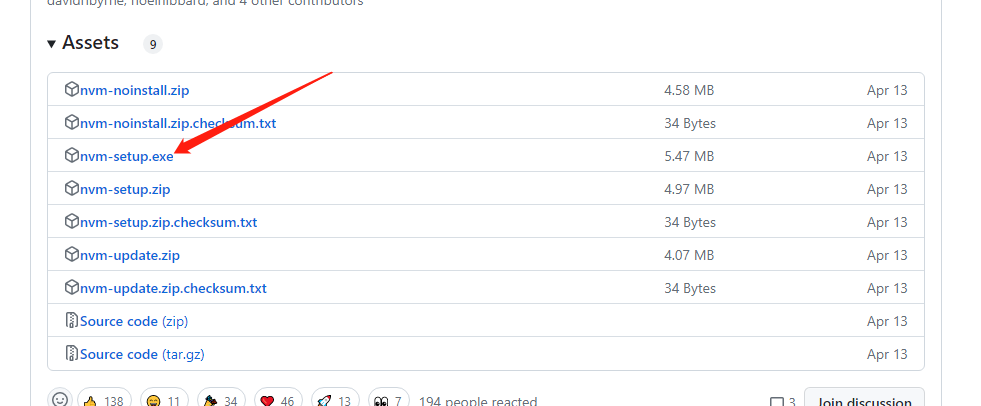 davidnbyrne, noelhibbard, and 4 other contributors
Assets 9
nvm-noinstall.zip 4.58 MB Apr 13
nvm-noinstall.zip.checksum.txt 34 Bytes Apr 13
nvm-setup.exe 5.47 MB Apr 13
nvm-setup.zip 4.97 MB Apr 13
nvm-setup.zip.checksum.txt 34 Bytes Apr 13
nvm-update.zip 4.07 MB Apr 13
nvm-update.zip.checksum.txt 34 Bytes Apr 13
Source code (zip) Apr 13
Source code (tar.gz) Apr 13
138 11 34 46 13 7 194 people reacted 3 Join discussion